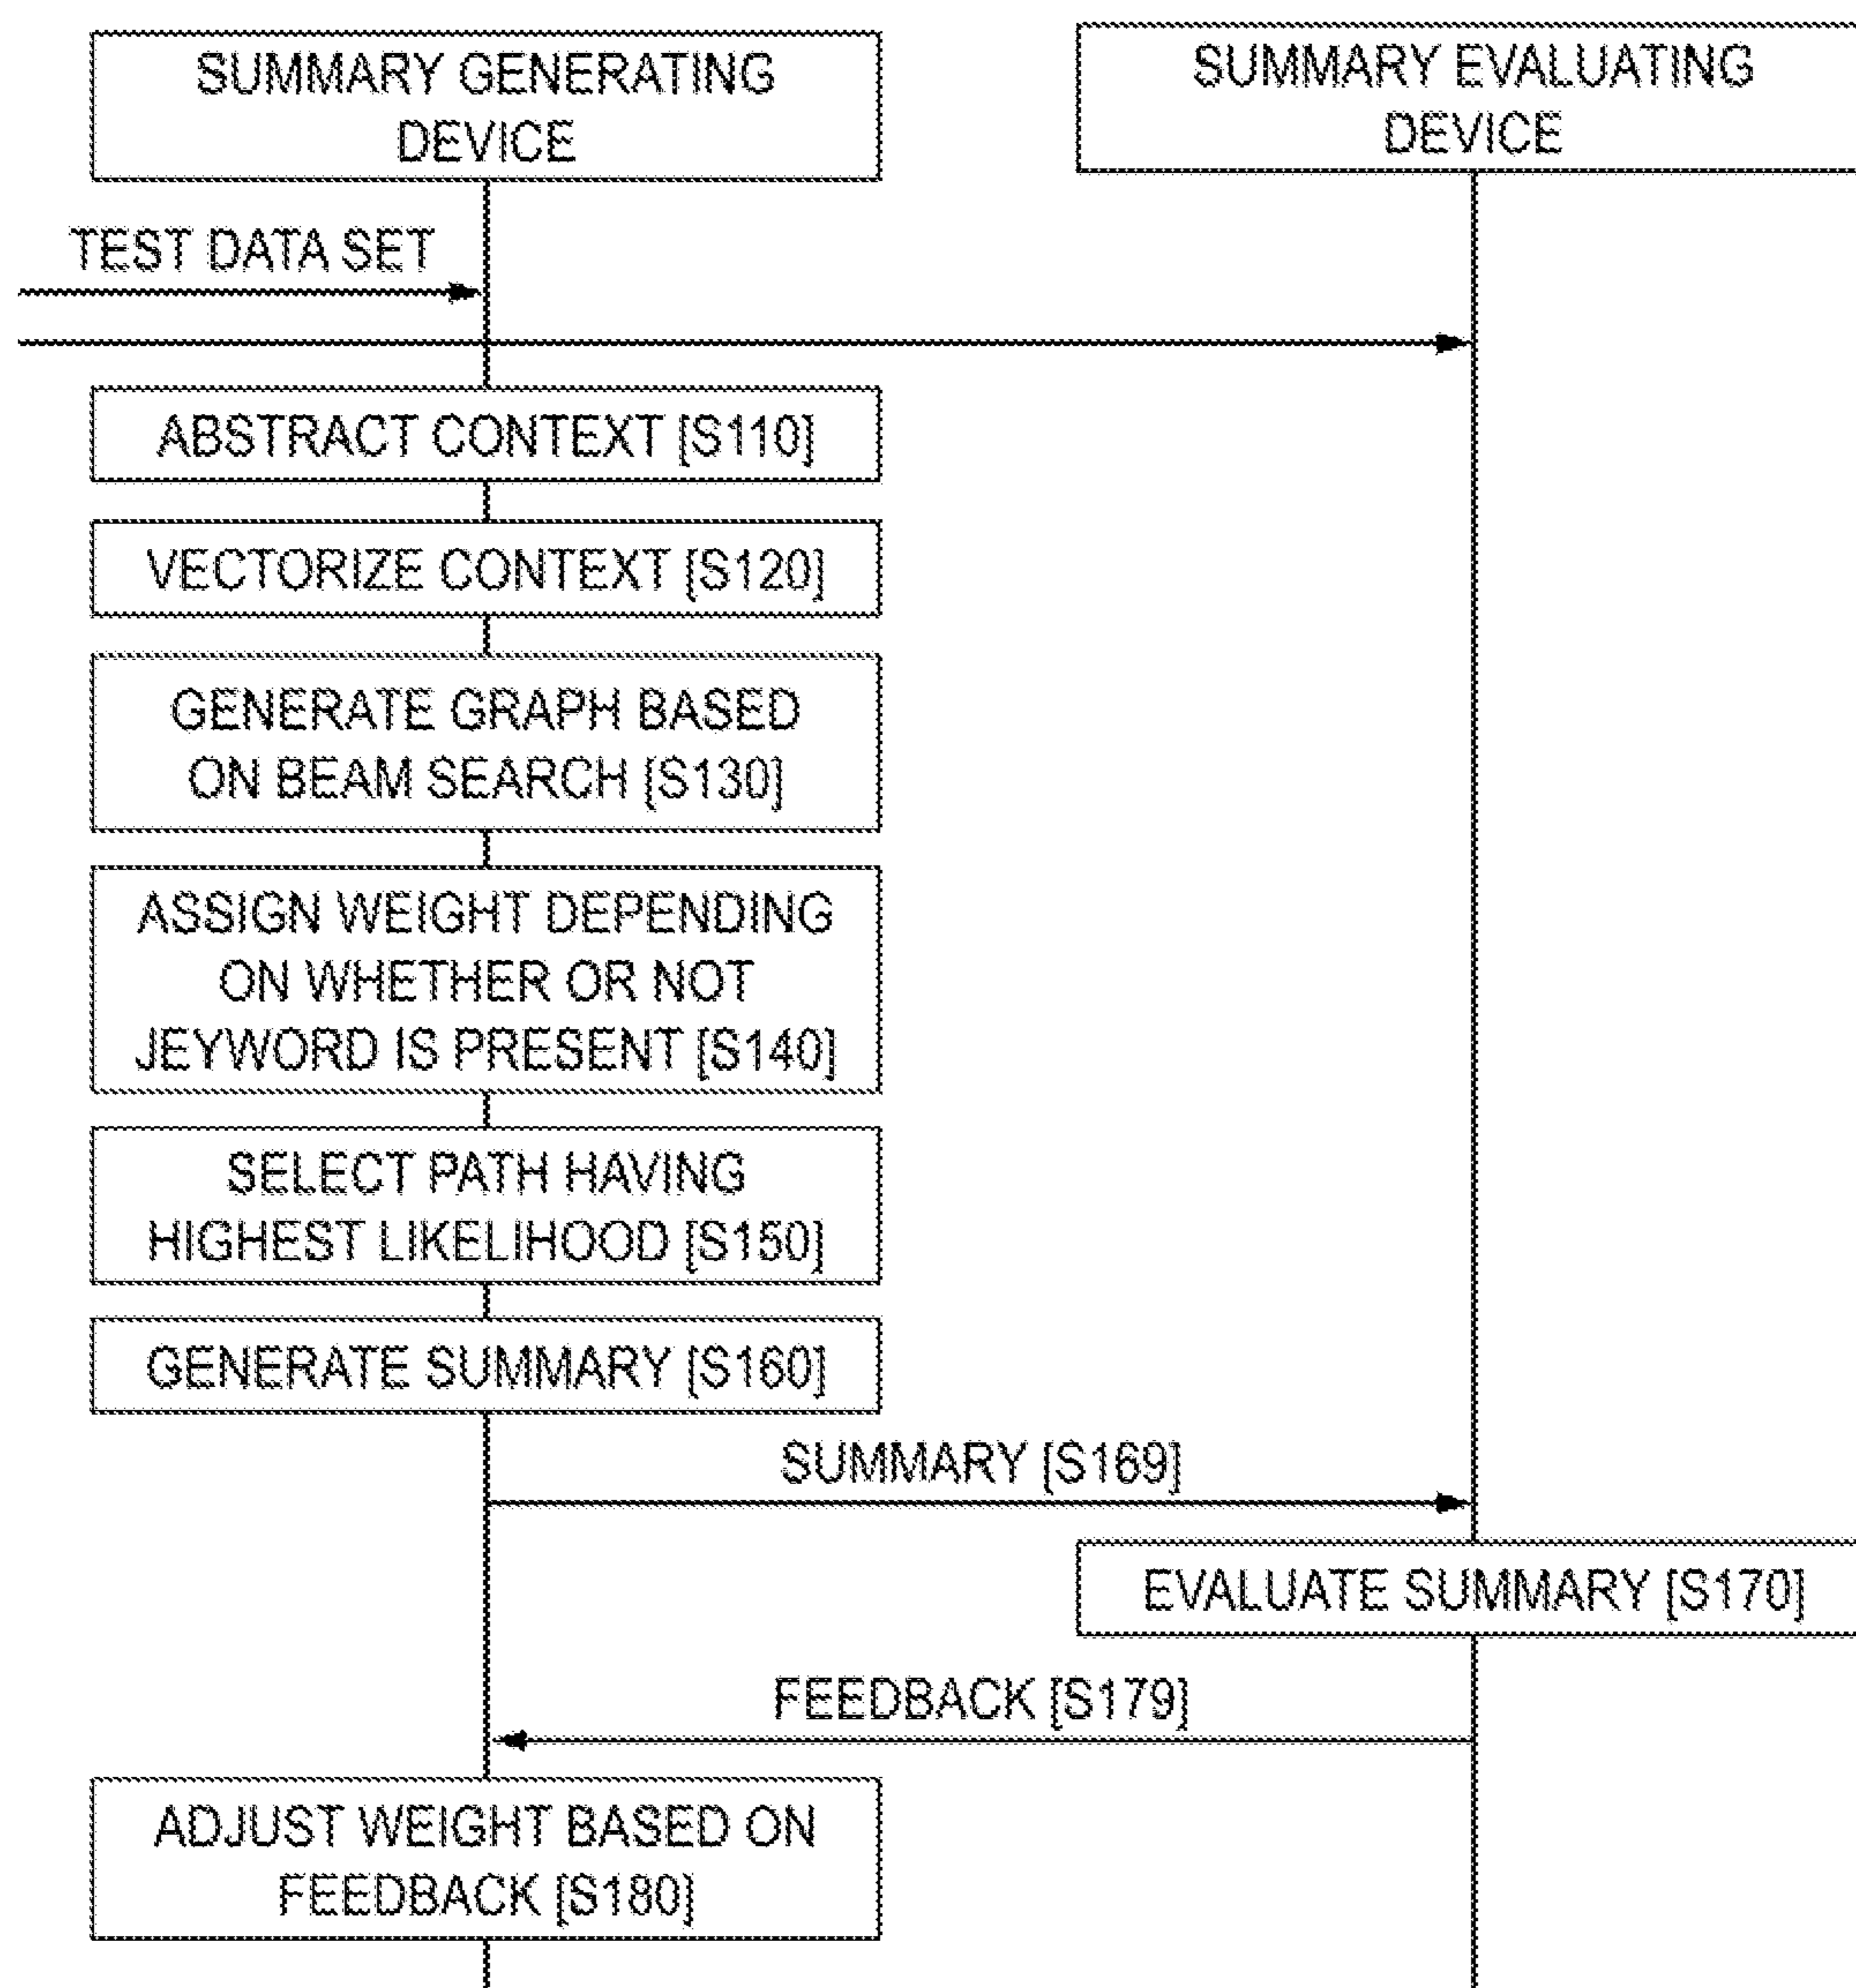 SUMMARY GENERATING
DEVICE
SUMMARY EVALUATING
DEVICE
TEST DATA SET
ABSTRACT CONTEXT [S110]
VECTORIZE CONTEXT [S120]
GENERATE GRAPH BASED
ON BEAM SEARCH [S130]
ASSIGN WEIGHT DEPENDING
ON WHETHER OR NOT
JEYWORD IS PRESENT [S140]
SELECT PATH HAVING
HIGHEST LIKELIHOOD [S150]
GENERATE SUMMARY [S160]
SUMMARY [S169]
EVALUATE SUMMARY [S170]
FEEDBACK [S179]
ADJUST WEIGHT BASED ON
FEEDBACK [S180]